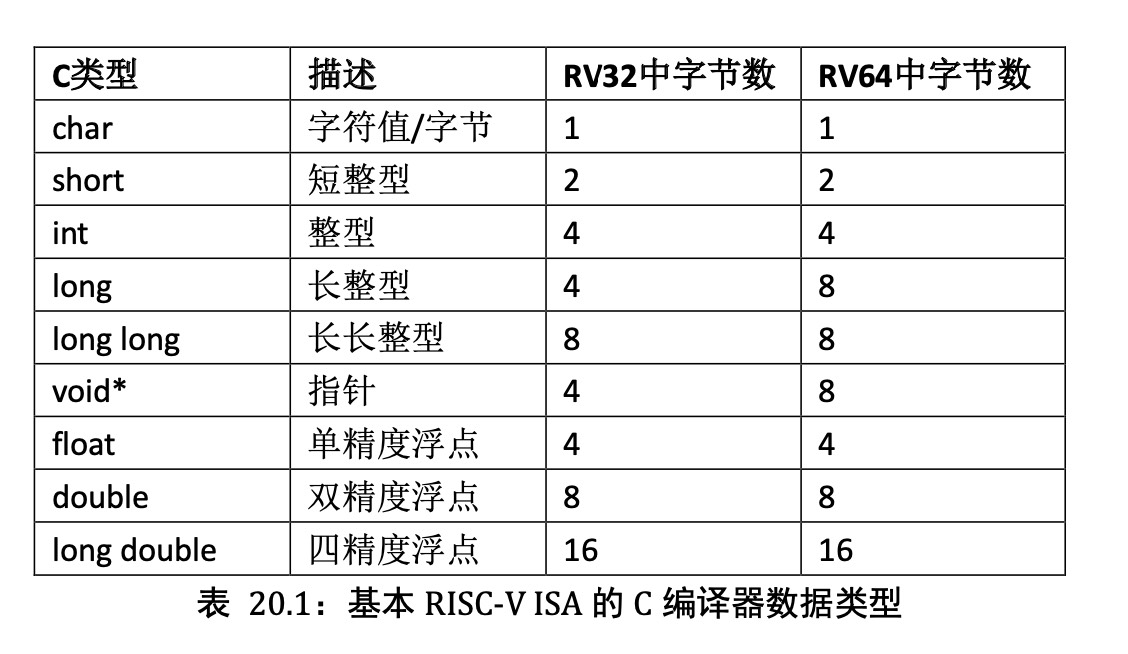 C类型 描述 RV32中字节数 RV64中字节数
char 字符值/字节 1 1
short 短整型 2 2
int 整型 4 4
long 长整型 4 8
long long 长长整型 8 8
void* 指针 4 8
float 单精度浮点 4 4
double 双精度浮点 8 8
long double 四精度浮点 16 16
表 20.1：基本 RISC-V ISA 的 C 编译器数据类型